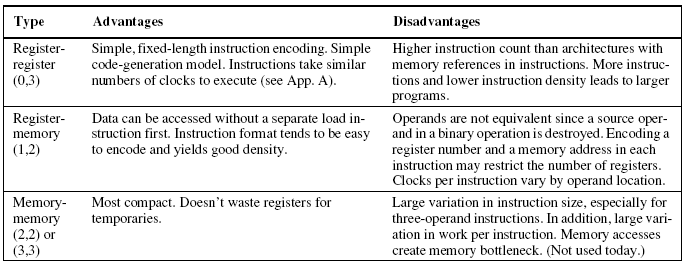 Type Advantages Disadvantages
Register-
register
(0,3)
Simple, fixed-length instruction encoding. Simple
code-generation model. Instructions take similar
numbers of clocks to execute (see App. A).
Higher instruction count than architectures with
memory references in instructions. More instruc-
tions and lower instruction density leads to larger
programs.
Register-
memory
(1,2)
Data can be accessed without a separate load in-
struction first. Instruction format tends to be easy
to encode and yields good density.
Operands are not equivalent since a source oper-
and in a binary operation is destroyed. Encoding a
register number and a memory address in each
instruction may restrict the number of registers.
Clocks per instruction vary by operand location.
Memory-
memory
(2,2) or
(3,3)
Most compact. Doesn't waste registers for
temporaries.
Large variation in instruction size, especially for
three-operand instructions. In addition, large vari-
ation in work per instruction. Memory accesses
create memory bottleneck. (Not used today.)